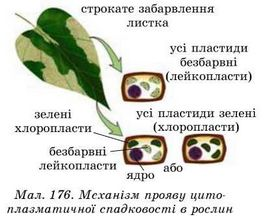 строкате забарвлення
листка
усі пластиди
безбарвні
(лейкопласти)
зелені
хлоропласти
усі пластиди зелені
(хлоропласти)
безбарвні
лейкопласти
ядро
або
Мал. 176. Механізм прояву цито-
плазматичної спадковості в рослин